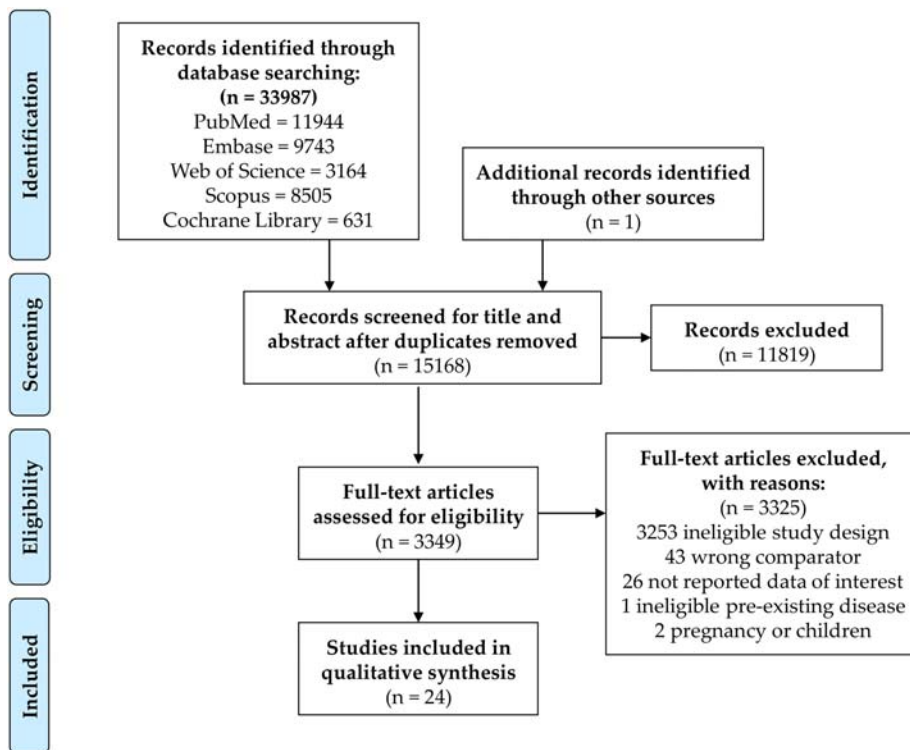 Identification
Records identified through
database searching:
(n = 33987)
PubMed = 11944
Embase = 9743
Web of Science = 3164
Scopus = 8505
Cochrane Library = 631
Additional records identified
through other sources
(n = 1)
Screening
Records screened for title and
abstract after duplicates removed
(n = 15168)
Records excluded
(n = 11819)
Eligibility
Full-text articles
assessed for eligibility
(n = 3349)
Full-text articles excluded,
with reasons:
(n = 3325)
3253 ineligible study design
43 wrong comparator
26 not reported data of interest
1 ineligible pre-existing disease
2 pregnancy or children
Included
Studies included in
qualitative synthesis
(n = 24)